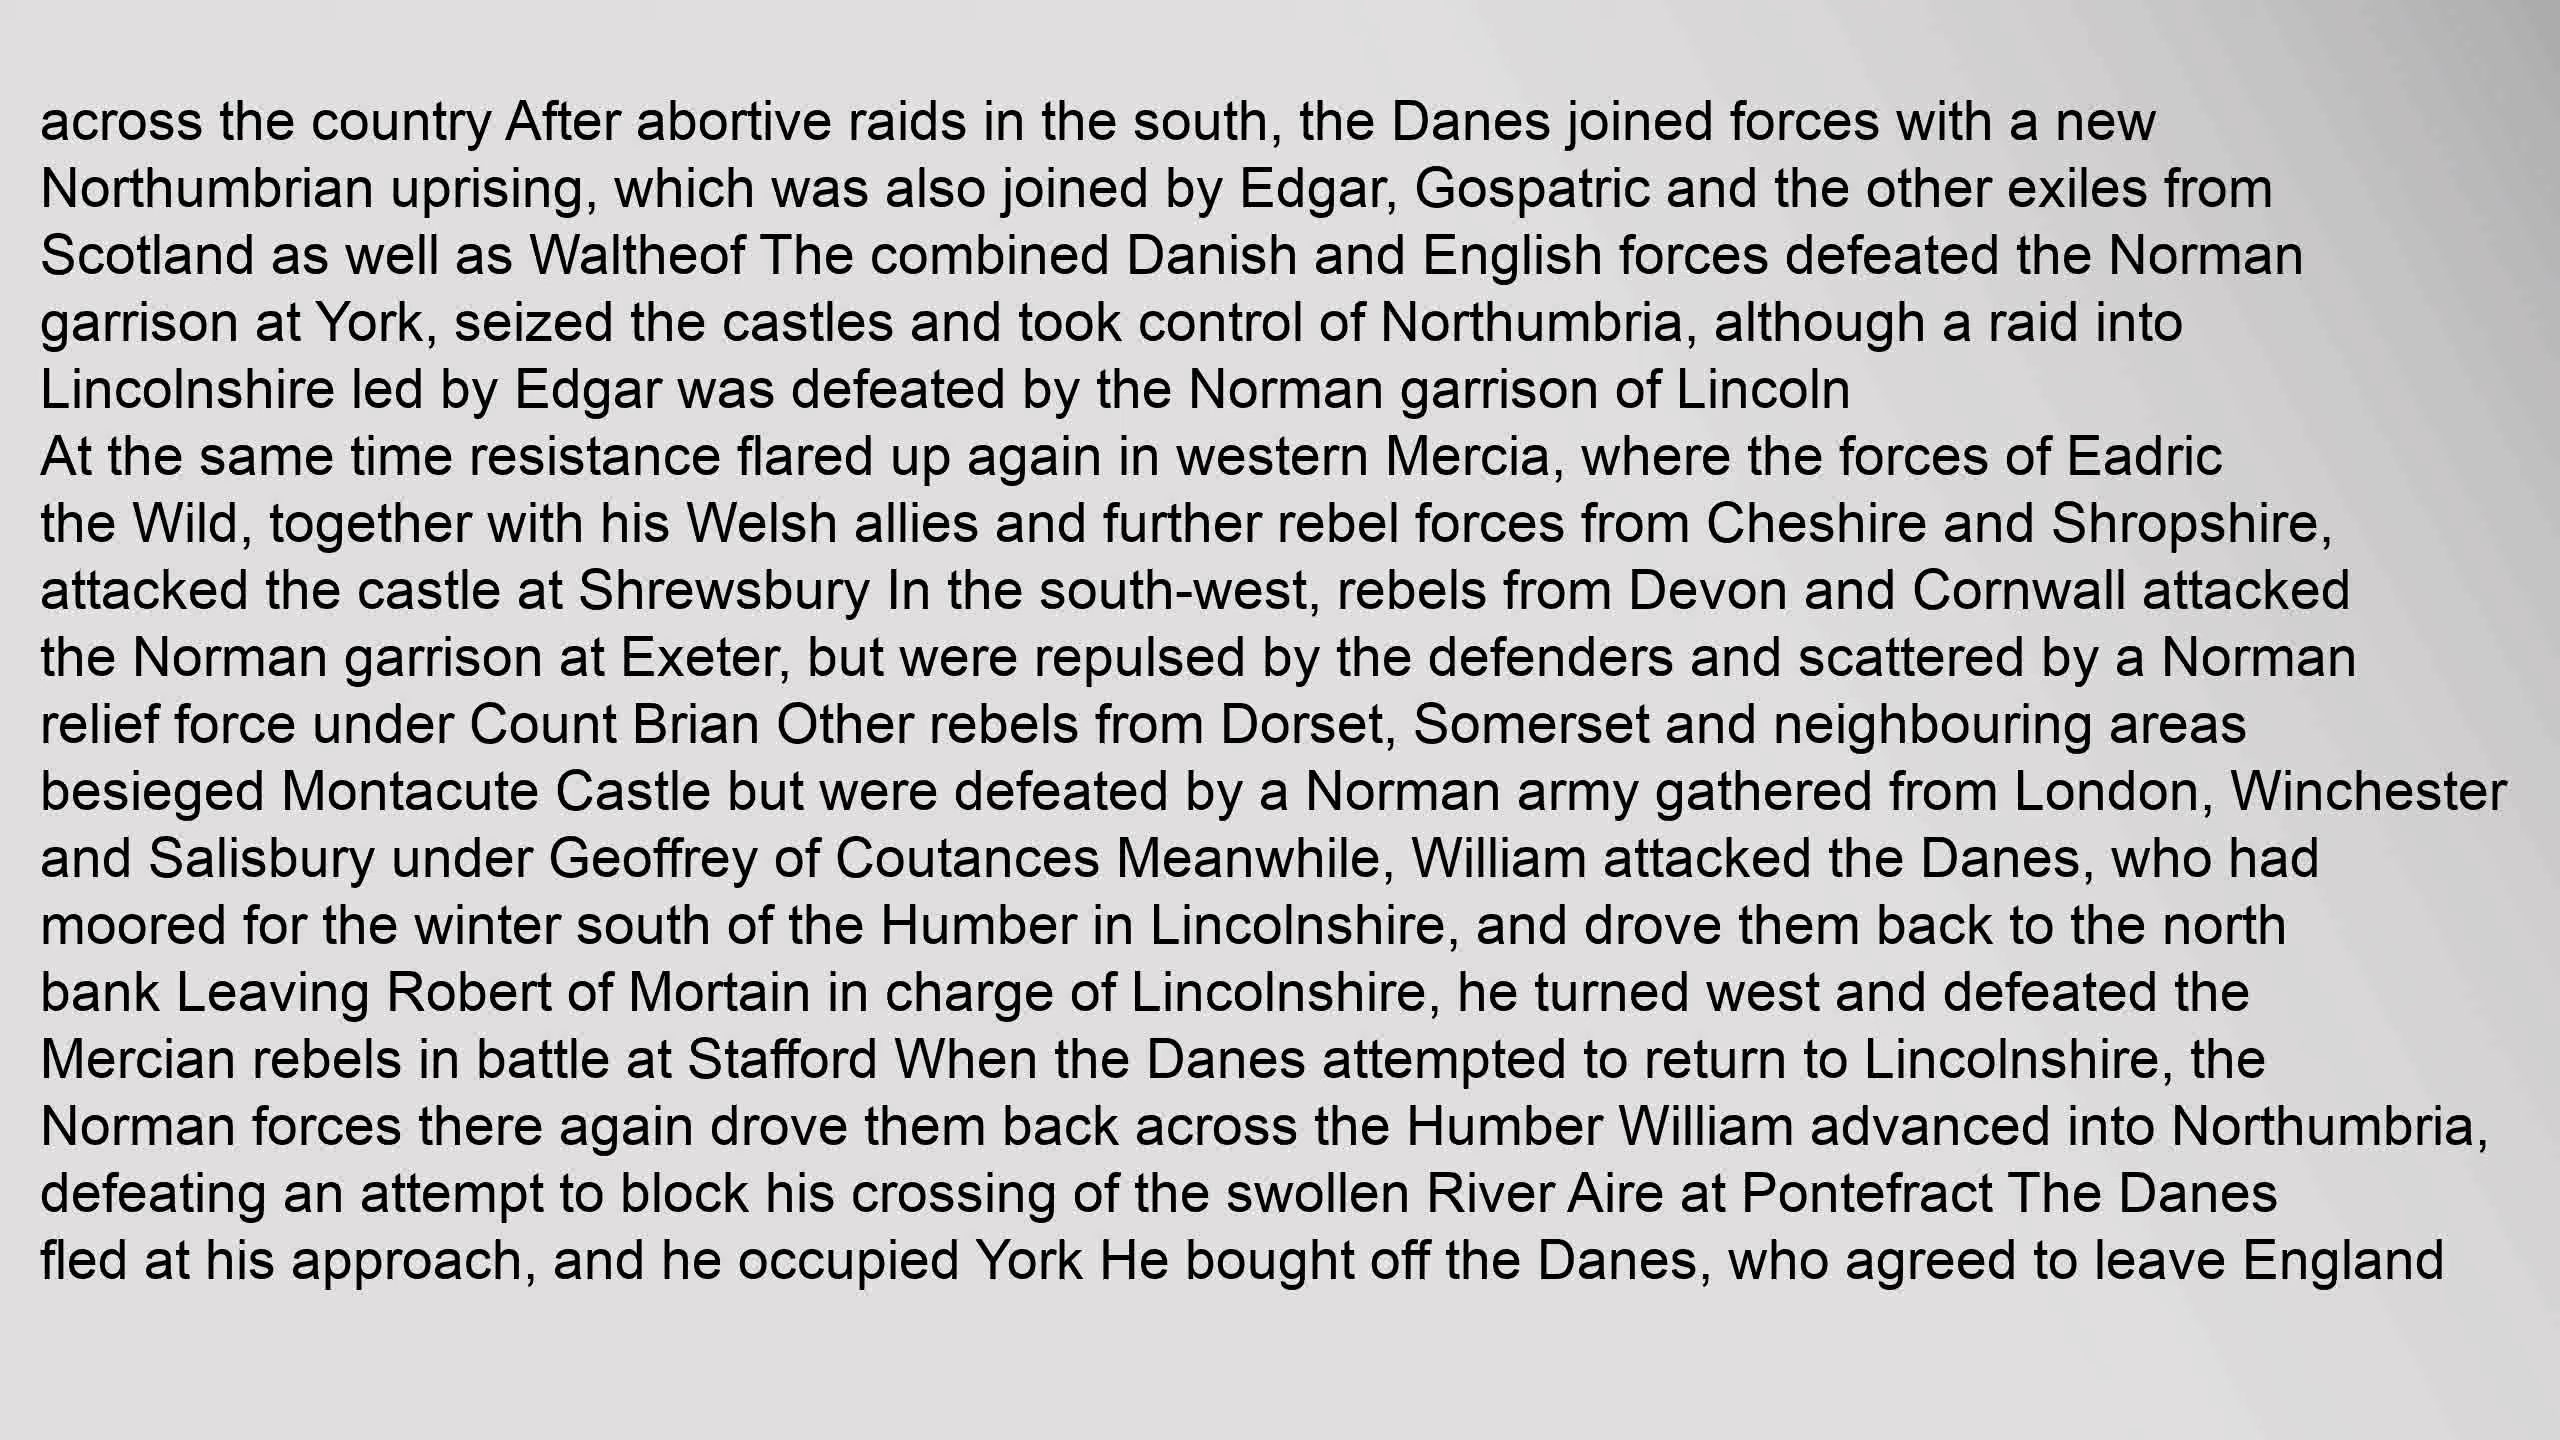 across the country After abortive raids in the south, the Danes joined forces with a new
Northumbrian uprising, which was also joined by Edgar, Gospatric and the other exiles from
Scotland as well as Waltheof The combined Danish and English forces defeated the Norman
garrison at York, seized the castles and took control of Northumbria, although a raid into
Lincolnshire led by Edgar was defeated by the Norman garrison of Lincoln
At the same time resistance flared up again in western Mercia, where the forces of Eadric
the Wild, together with his Welsh allies and further rebel forces from Cheshire and Shropshire,
attacked the castle at Shrewsbury In the south-west, rebels from Devon and Cornwall attacked
the Norman garrison at Exeter, but were repulsed by the defenders and scattered by a Norman
relief force under Count Brian Other rebels from Dorset, Somerset and neighbouring areas
besieged Montacute Castle but were defeated by a Norman army gathered from London, Winchester
and Salisbury under Geoffrey of Coutances Meanwhile, William attacked the Danes, who had
moored for the winter south of the Humber in Lincolnshire, and drove them back to the north
bank Leaving Robert of Mortain in charge of Lincolnshire, he turned west and defeated the
Mercian rebels in battle at Stafford When the Danes attempted to return to Lincolnshire, the
Norman forces there again drove them back across the Humber William advanced into Northumbria,
defeating an attempt to block his crossing of the swollen River Aire at Pontefract The Danes
fled at his approach, and he occupied York He bought off the Danes, who agreed to leave England